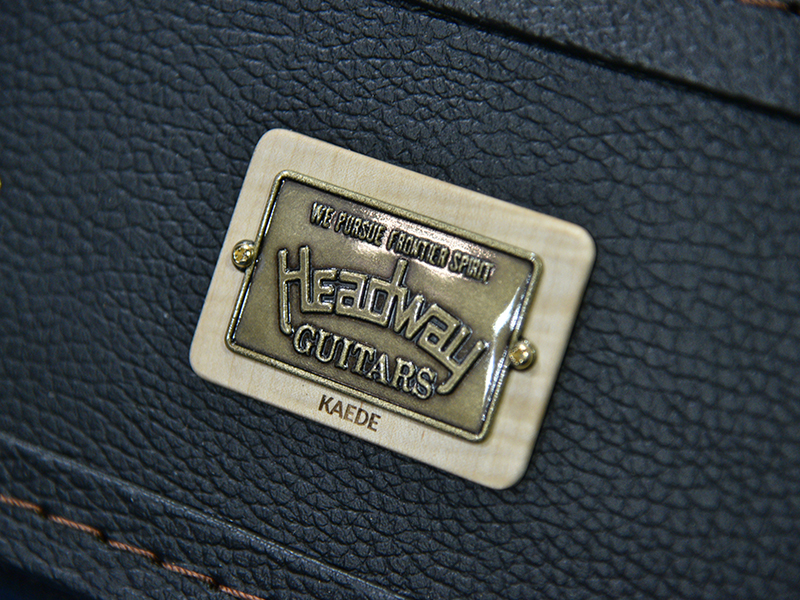 WE PURSUE FRONTIER SPIRIT
Headway
GUITARS
KAEDE